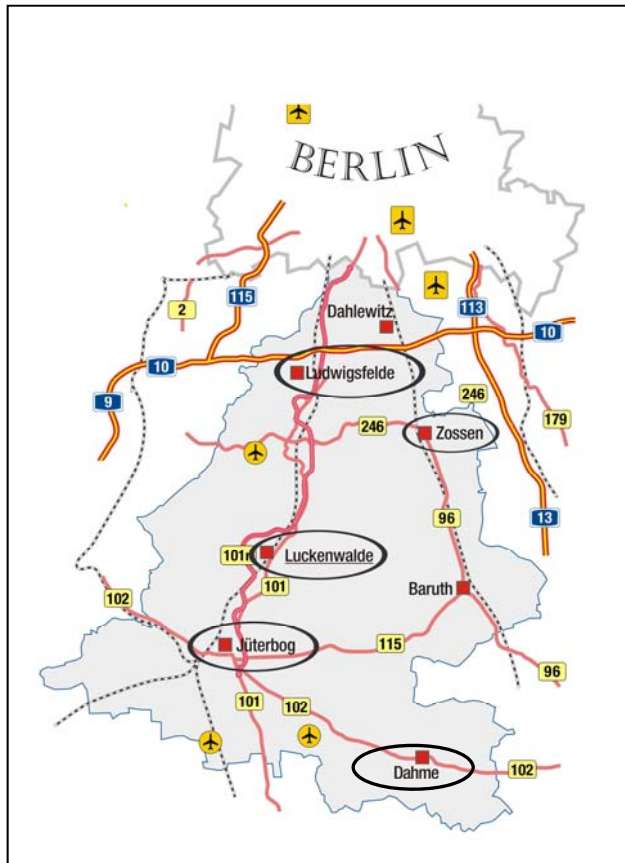 BERLIN
2
115
113
Dahlewitz
10
10
Ludwigsfelde
9
246
179
246
Zossen
96
13
101n
Luckenwalde
101
102
Baruth
Jüterbog
115
96
101
102
Dahme
102